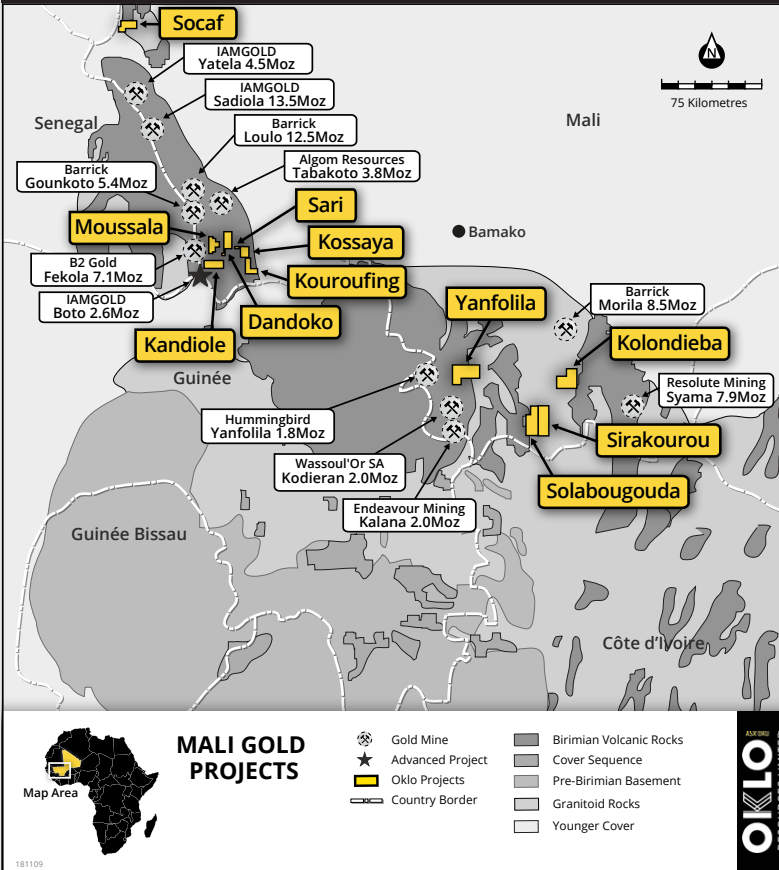 Socaf
N
75 Kilometres
IAMGOLD
Yatela 4.5Moz
IAMGOLD
Sadiola 13.5Moz
Senegal
Mali
Barrick
Loulo 12.5Moz
Algom Resources
Tabakoto 3.8Moz
Barrick
Gounkoto 5.4Moz
Sari
Moussala
Kossaya
Bamako
B2 Gold
Fekola 7.1Moz
Kouroufing
IAMGOLD
Boto 2.6Moz
Yanfolila
Barrick
Morila 8.5Moz
Dandoko
Kandiole
Kolondieba
Guinée
Resolute Mining
Syama 7.9Moz
Hummingbird
Yanfolila 1.8Moz
Sirakourou
Wassoul'Or SA
Kodieran 2.0Moz
Solabougouda
Endeavour Mining
Kalana 2.0Moz
Guinée Bissau
Côte d'Ivoire
Map Area
MALI GOLD
PROJECTS
Gold Mine
Advanced Project
Oklo Projects
Country Border
Birimian Volcanic Rocks
Cover Sequence
Pre-Birimian Basement
Granitoid Rocks
Younger Cover
OKLO
181109